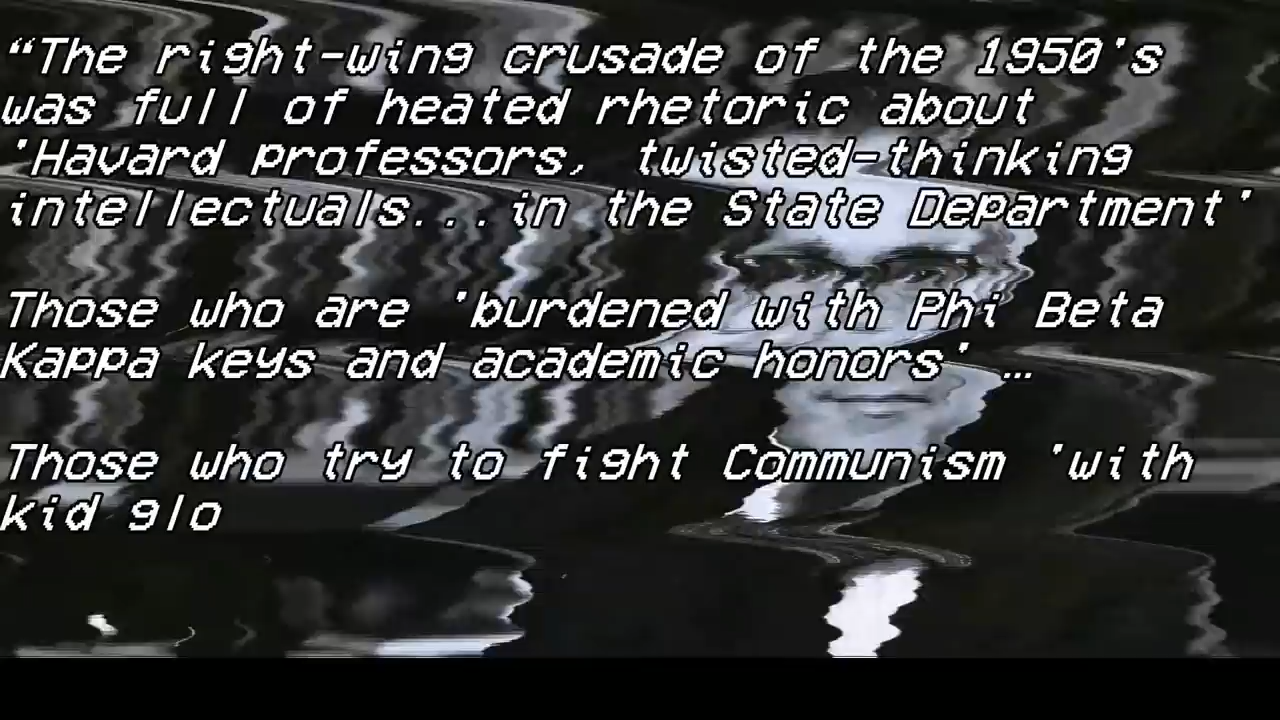 “The right-wing crusade of the 1950's
was full of heated rhetoric about
'Havard professors, twisted-thinking
intellectuals...in the State Department'
Those who are 'burdened with Phi Beta
Kappa keys and academic honors' …
Those who try to fight Communism 'with
kid glo